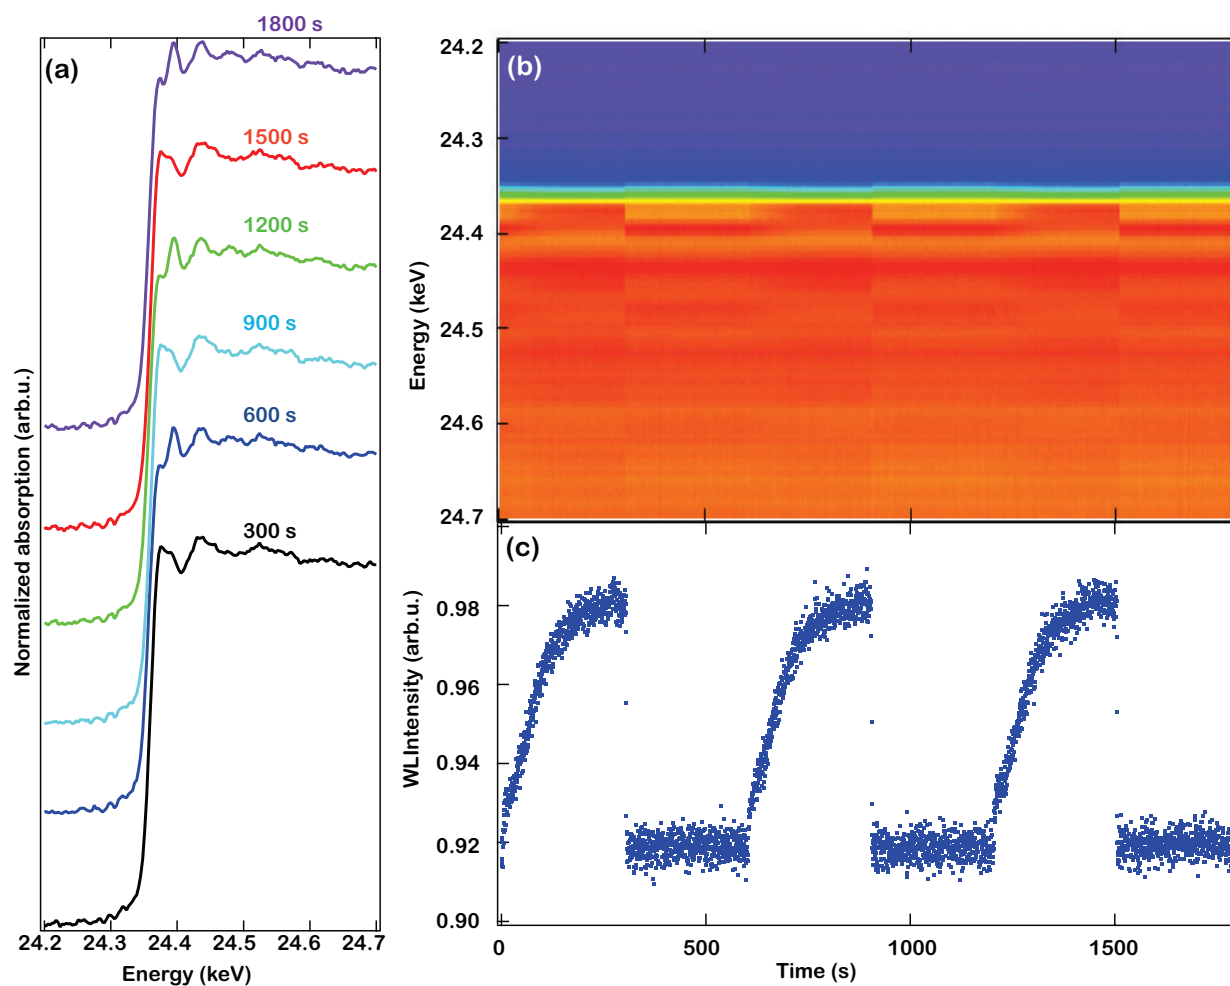 (a)
1800 s
1500 s
1200 s
900 s
600 s
300 s
Normalized absorption (arb.u.)
24.2 24.3 24.4 24.5 24.6 24.7
Energy (keV)
(b)
24.2
24.3
24.4
24.5
24.6
24.7
Energy (keV)
(c)
0.98
0.96
0.94
0.92
0.90
WLIntensity (arb.u.)
0 500 1000 1500
Time (s)